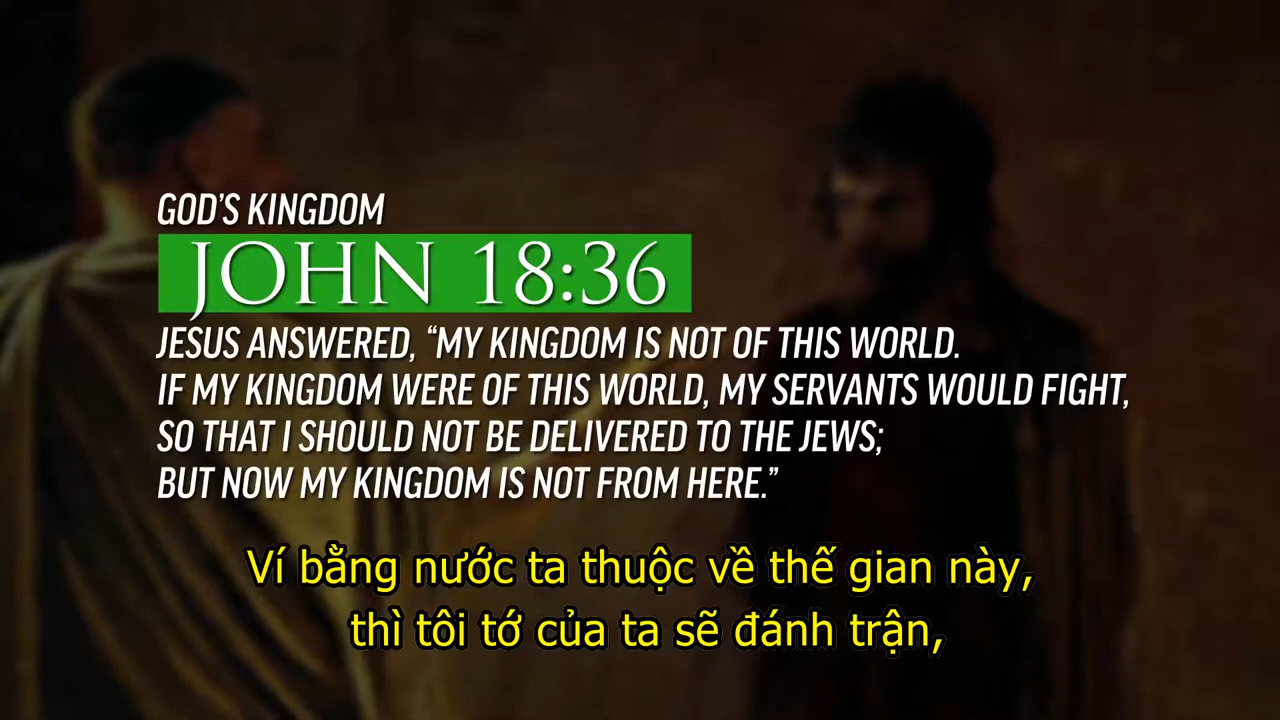 GOD'S KINGDOM
JOHN 18:36
JESUS ANSWERED, “MY KINGDOM IS NOT OF THIS WORLD.
IF MY KINGDOM WERE OF THIS WORLD, MY SERVANTS WOULD FIGHT,
SO THAT I SHOULD NOT BE DELIVERED TO THE JEWS;
BUT NOW MY KINGDOM IS NOT FROM HERE.”
Ví bằng nước ta thuộc về thế gian này,
thì tôi tớ của ta sẽ đánh trận,